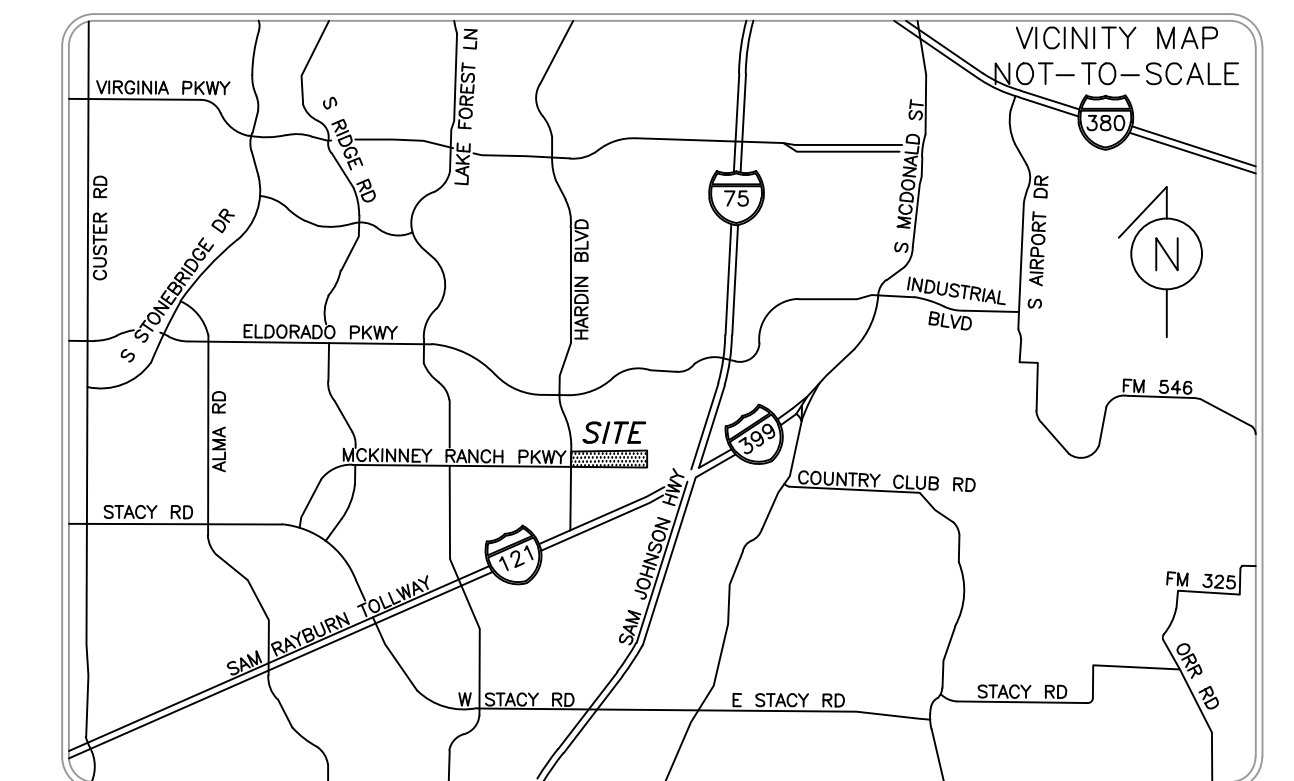 VICINITY MAP
NOT-TO-SCALE
VIRGINIA PKWY
S RIDGE RD
LAKE FOREST LN
S MCDONALD ST
380
75
CUSTER RD
S STONEBRIDGE DR
HARDIN BLVD
S AIRPORT DR
N
INDUSTRIAL
BLVD
ELDORADO PKWY
ALMA RD
FM 546
SITE
399
MCKINNEY RANCH PKWY
COUNTRY CLUB RD
STACY RD
121
SAM JOHNSON HWY
SAM RAYBURN TOLLWAY
FM 325
ORR RD
W STACY RD
E STACY RD
STACY RD